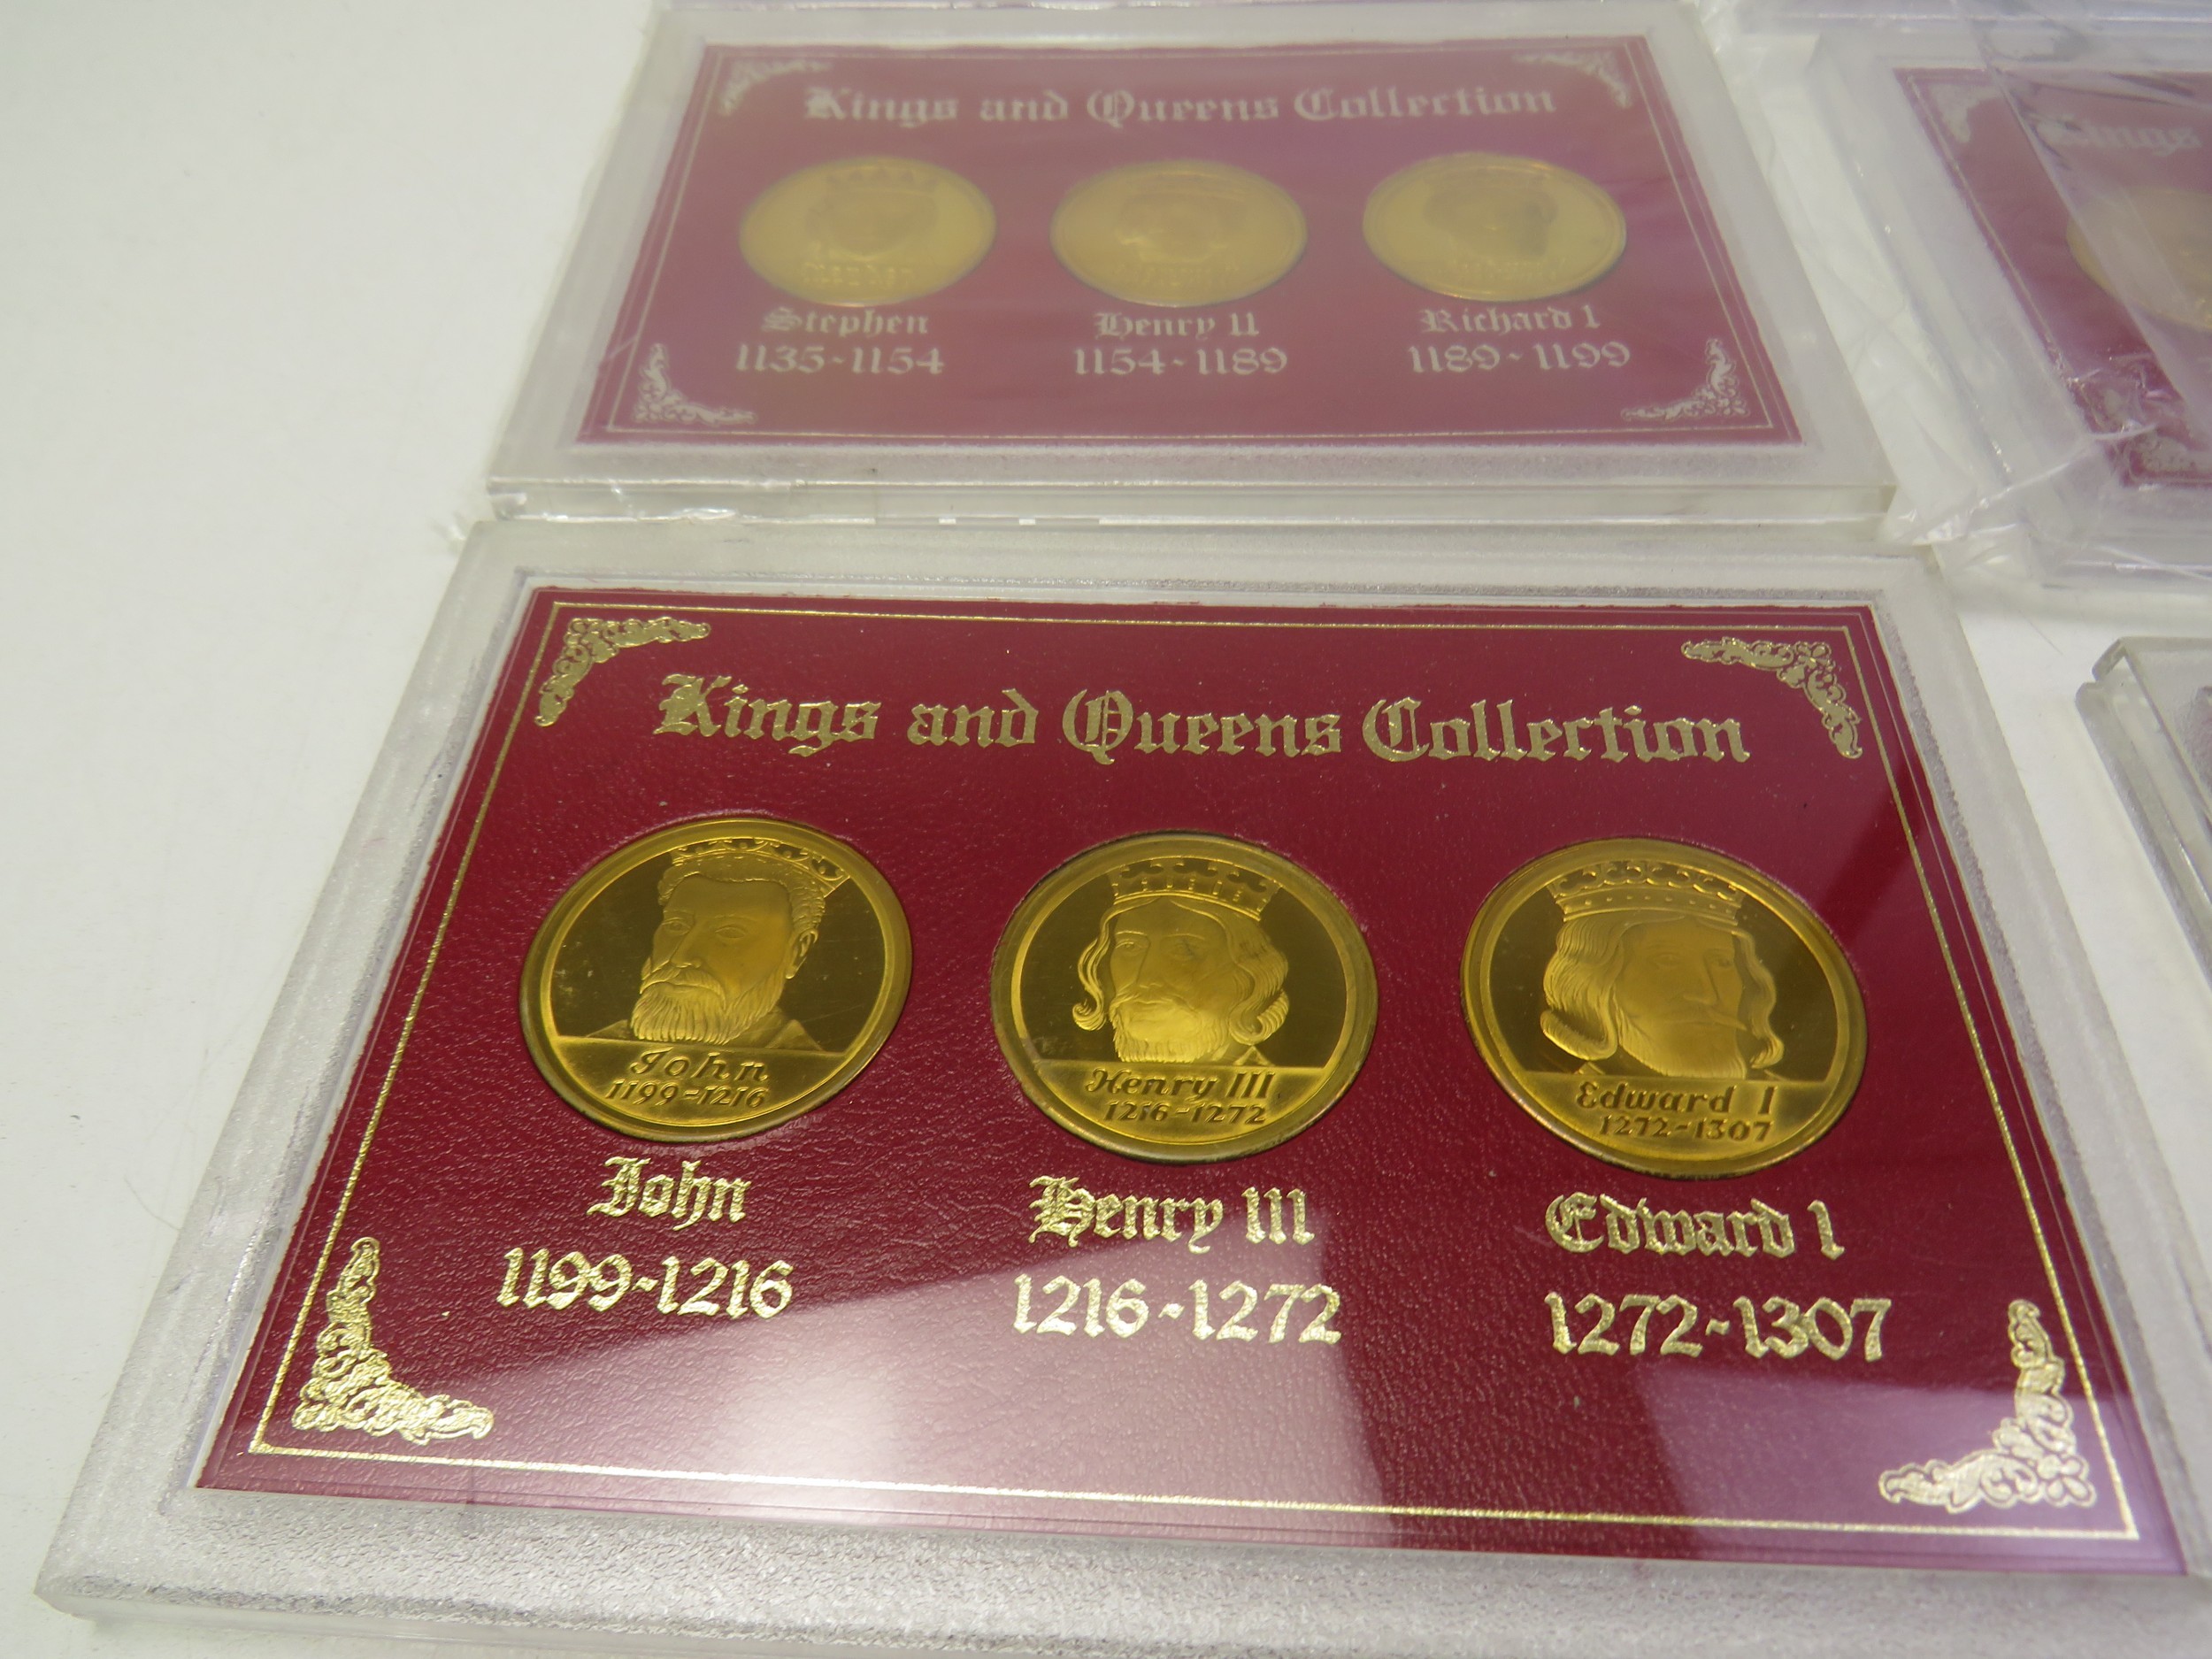 Kings and Queens Collection
Stephen
1135-1154
Henry II
1154-1189
Richard I
1189-1199
Kings
Kings and Queens Collection
John
1199-1216
Henry III
1216-1272
Edward I
1272-1307
John
1199-1216
Henry III
1216-1272
Edward I
1272-1307